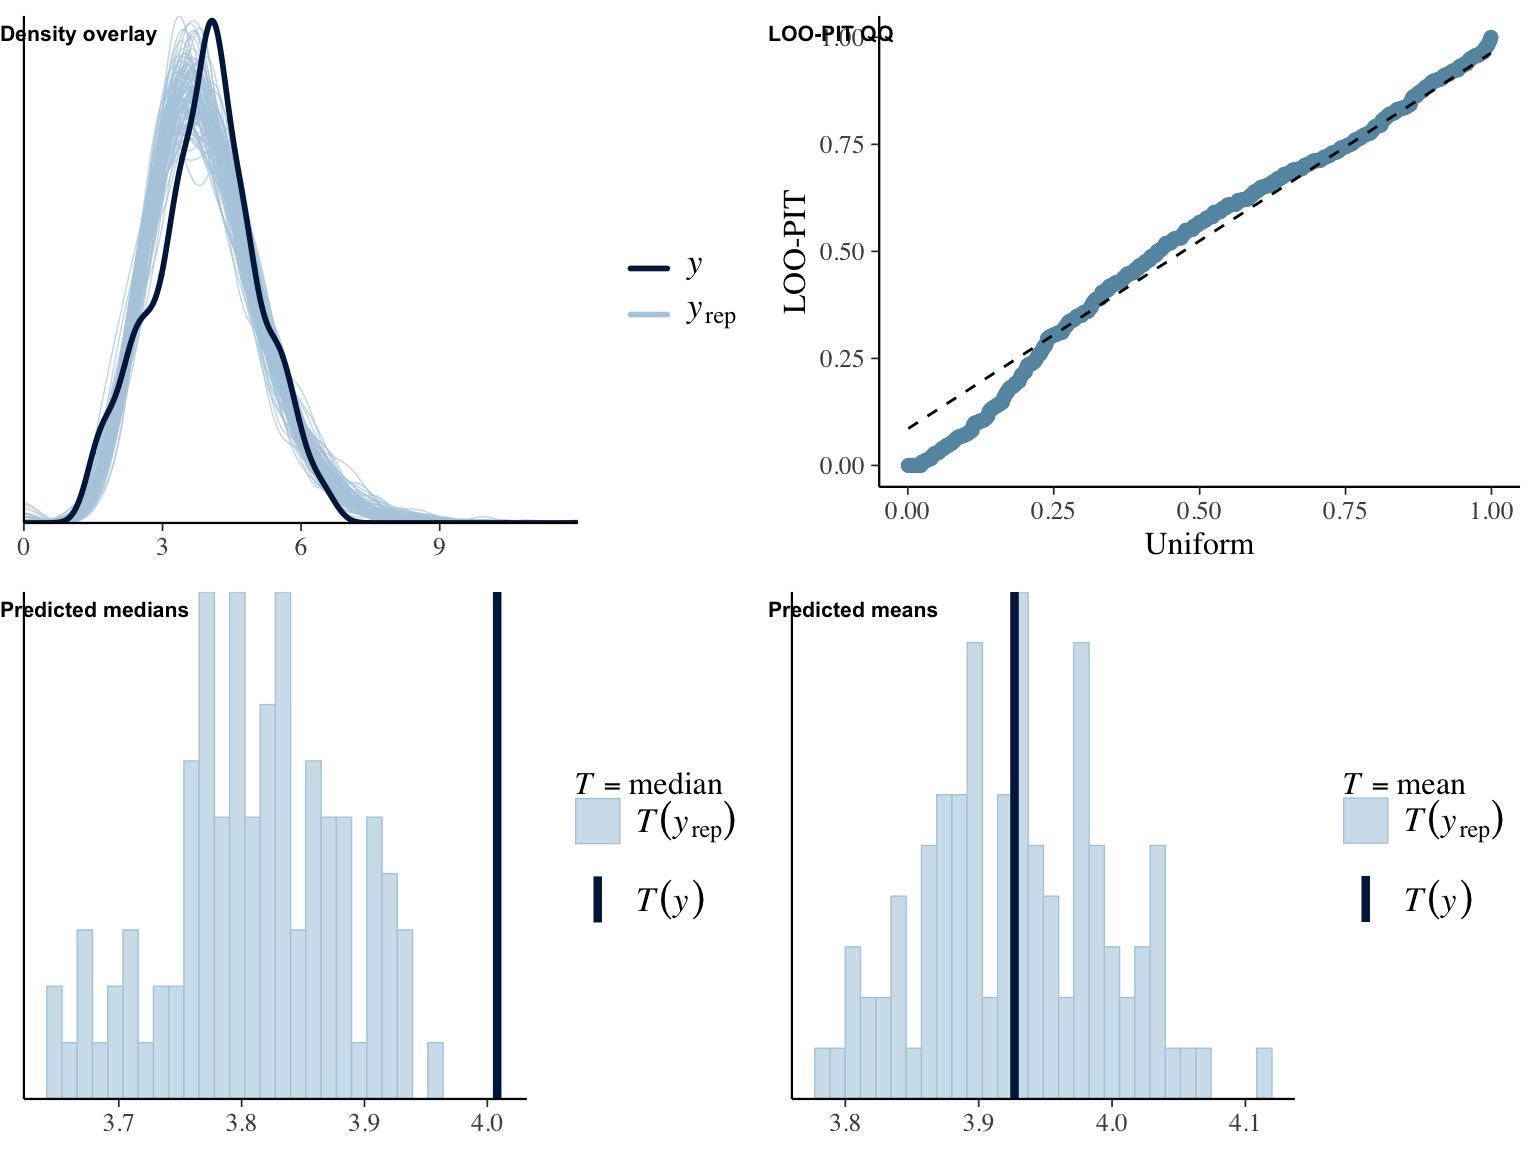 Density overlay
y
y rep
0 3 6 9
LOO-PIT QQ
1.00
0.75
0.50
0.25
0.00
LOO-PIT
0.00 0.25 0.50 0.75 1.00
Uniform
Predicted medians
T = median
T(y rep)
T(y)
3.7 3.8 3.9 4.0
Predicted means
T = mean
T(y rep)
T(y)
3.8 3.9 4.0 4.1